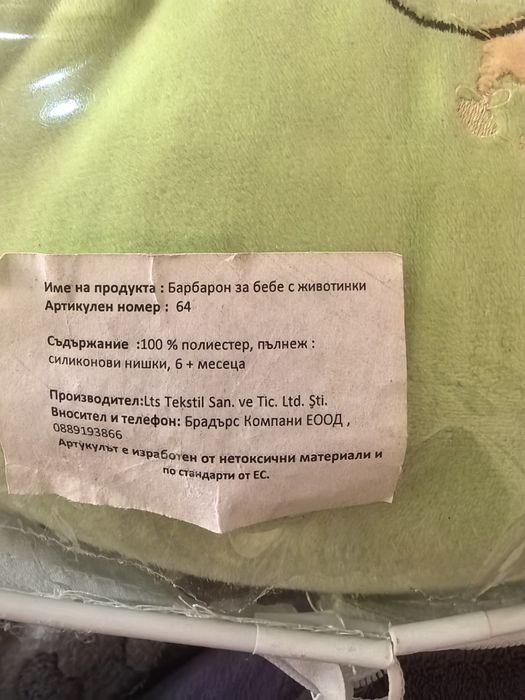 Име на продукта : Барбарон за бебе с животинки
Артикулен номер : 64
Съдържание :100 % полиестер, пълнеж :
силиконови нишки, 6 + месеца
Производител:Lts Tekstil San. ve Tic. Ltd. Şti.
Вносител и телефон: Брадърс Компани ЕООД ,
0889193866
Артукулът е изработен от нетоксични материали и
по стандарти от ЕС.